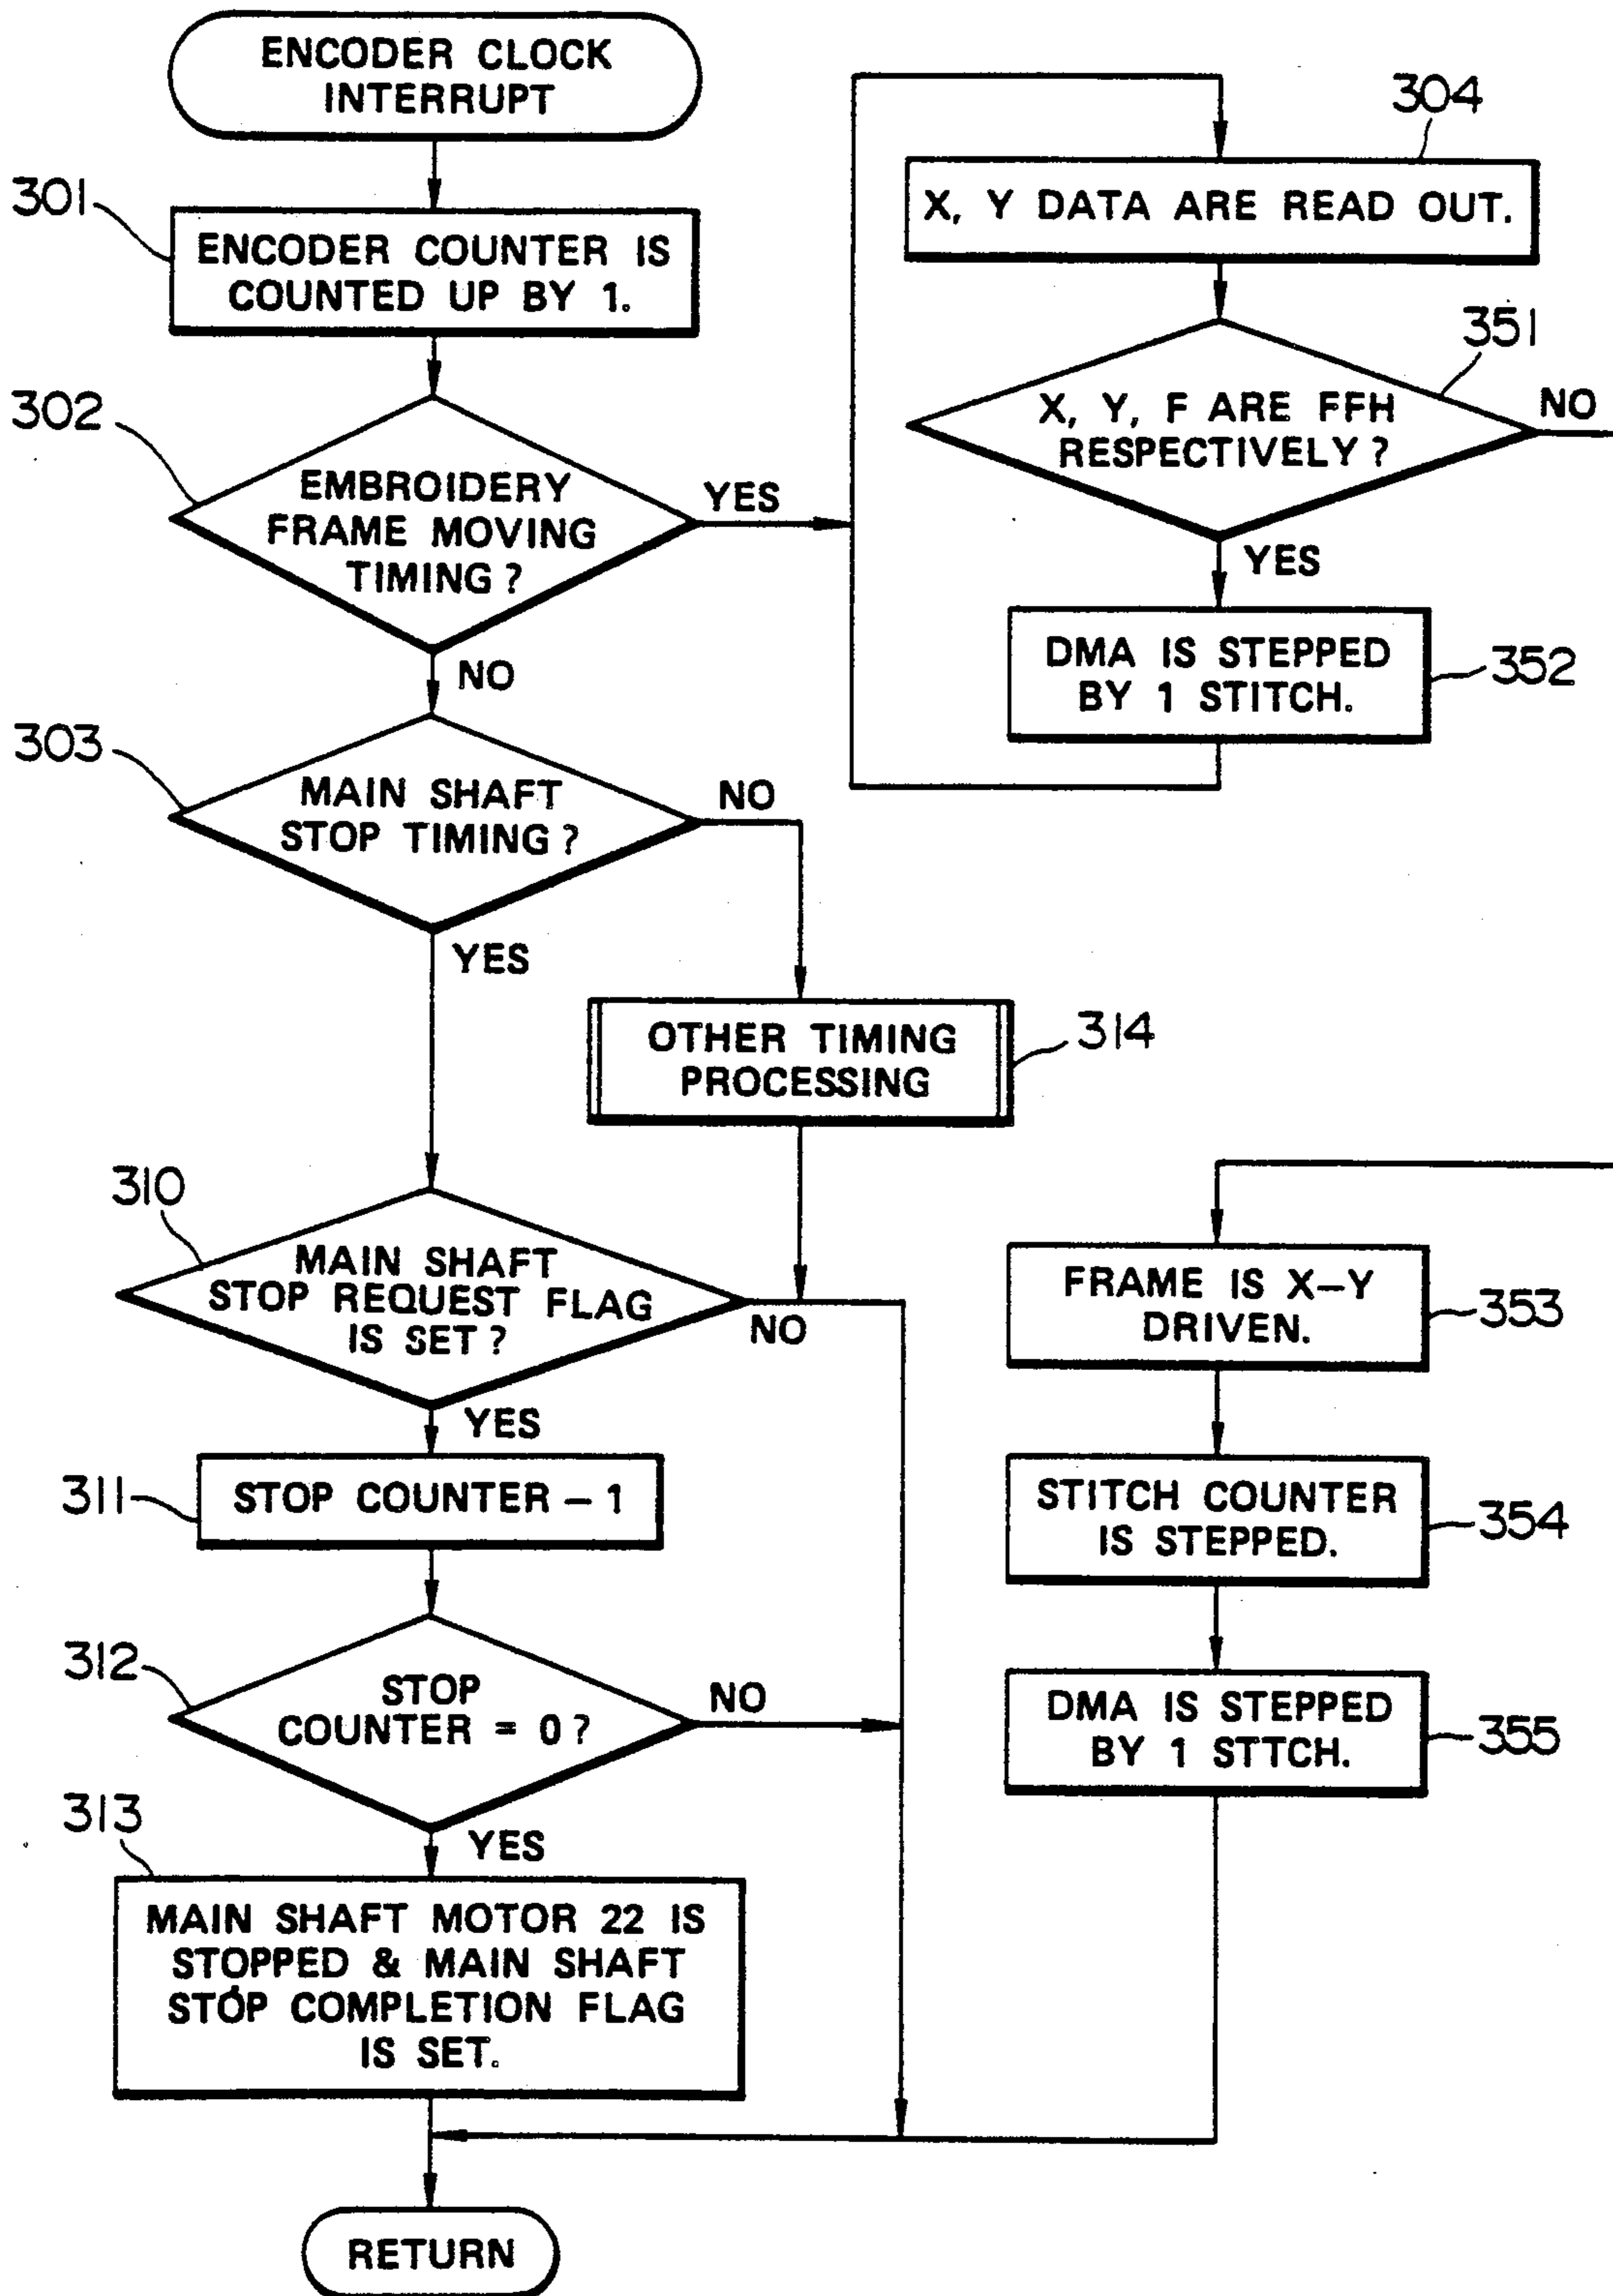 ENCODER CLOCK
INTERRUPT
301
ENCODER COUNTER IS
COUNTED UP BY 1.
302
EMBROIDERY
FRAME MOVING
TIMING?
YES
NO
303
MAIN SHAFT
STOP TIMING?
NO
YES
OTHER TIMING
PROCESSING
314
310
MAIN SHAFT
STOP REQUEST FLAG
IS SET?
NO
YES
311
STOP COUNTER – 1
312
STOP
COUNTER = 0?
NO
YES
313
MAIN SHAFT MOTOR 22 IS
STOPPED & MAIN SHAFT
STOP COMPLETION FLAG
IS SET.
RETURN
304
X, Y DATA ARE READ OUT.
351
X, Y, F ARE FFH
RESPECTIVELY?
NO
YES
DMA IS STEPPED
BY 1 STITCH.
352
FRAME IS X–Y
DRIVEN.
353
STITCH COUNTER
IS STEPPED.
354
DMA IS STEPPED
BY 1 STTCH.
355